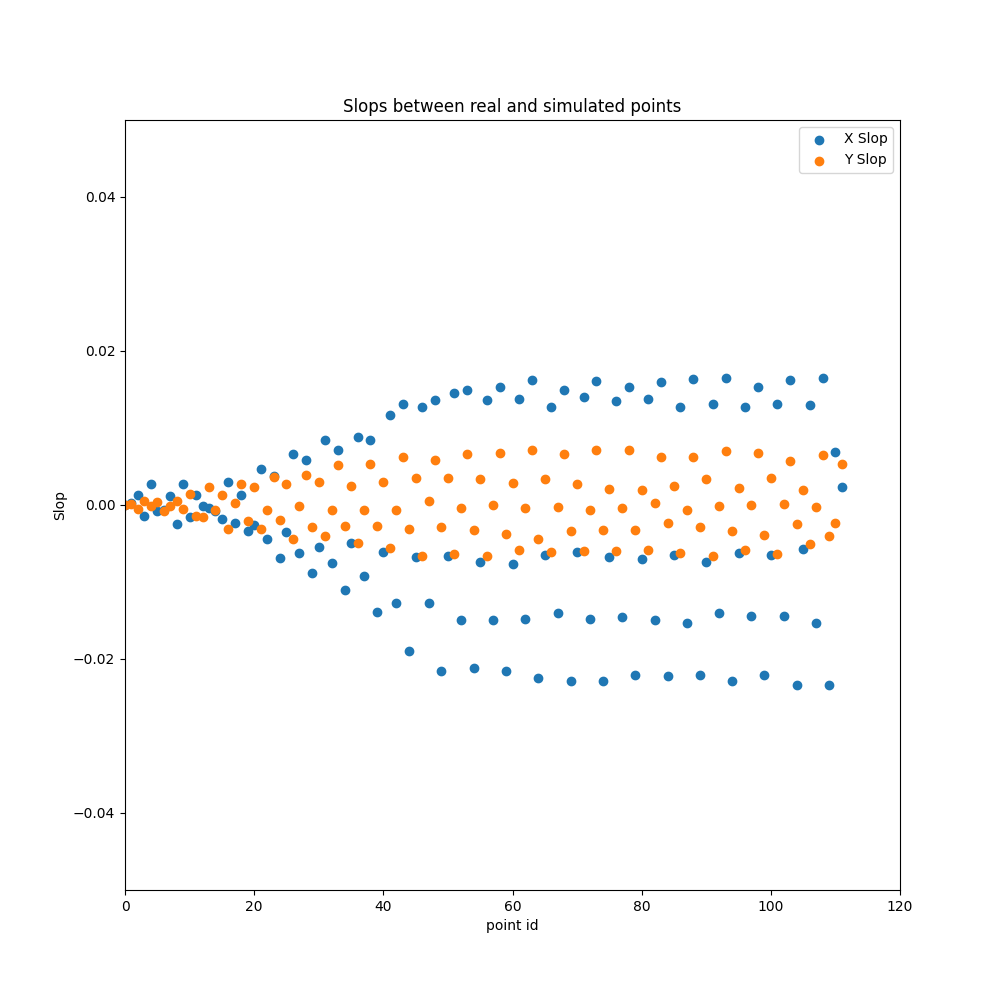 Slops between real and simulated points
X Slop
Y Slop
0.04
0.02
0.00
−0.02
−0.04
Slop
0 20 40 60 80 100 120
point id